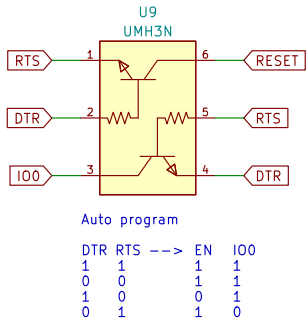 U9
UMH3N
RTS 1 6 RESET
DTR 2 5 RTS
IO0 3 4 DTR
Auto program
DTR RTS --> EN IO0
1 1 1 1
0 0 1 1
1 0 0 1
0 1 1 0